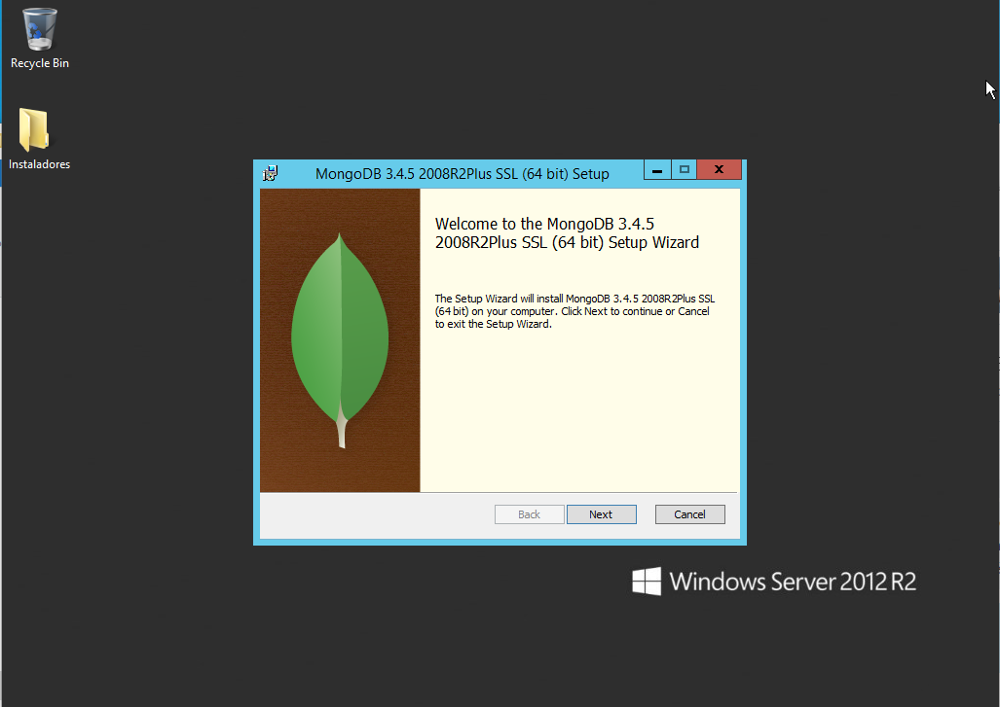 Recycle Bin
Instaladores
MongoDB 3.4.5 2008R2Plus SSL (64 bit) Setup
Welcome to the MongoDB 3.4.5
2008R2Plus SSL (64 bit) Setup Wizard
The Setup Wizard will install MongoDB 3.4.5 2008R2Plus SSL
(64 bit) on your computer. Click Next to continue or Cancel
to exit the Setup Wizard.
Back
Next
Cancel
Windows Server 2012 R2